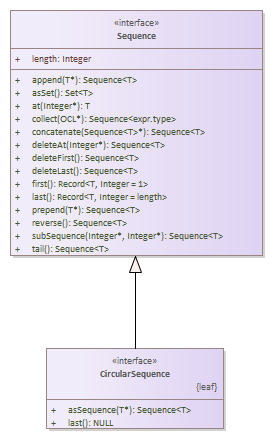 «interface»
Sequence
+ length: Integer
+ append(T*): Sequence<T>
+ asSet(): Set<T>
+ at(Integer*): T
+ collect(OCL*): Sequence<expr.type>
+ concatenate(Sequence<T>*): Sequence<T>
+ deleteAt(Integer*): Sequence<T>
+ deleteFirst(): Sequence<T>
+ deleteLast(): Sequence<T>
+ first(): Record<T, Integer = 1>
+ last(): Record<T, Integer = length>
+ prepend(T*): Sequence<T>
+ reverse(): Sequence<T>
+ subSequence(Integer*, Integer*): Sequence<T>
+ tail(): Sequence<T>
«interface»
CircularSequence
{leaf}
+ asSequence(T*): Sequence<T>
+ last(): NULL